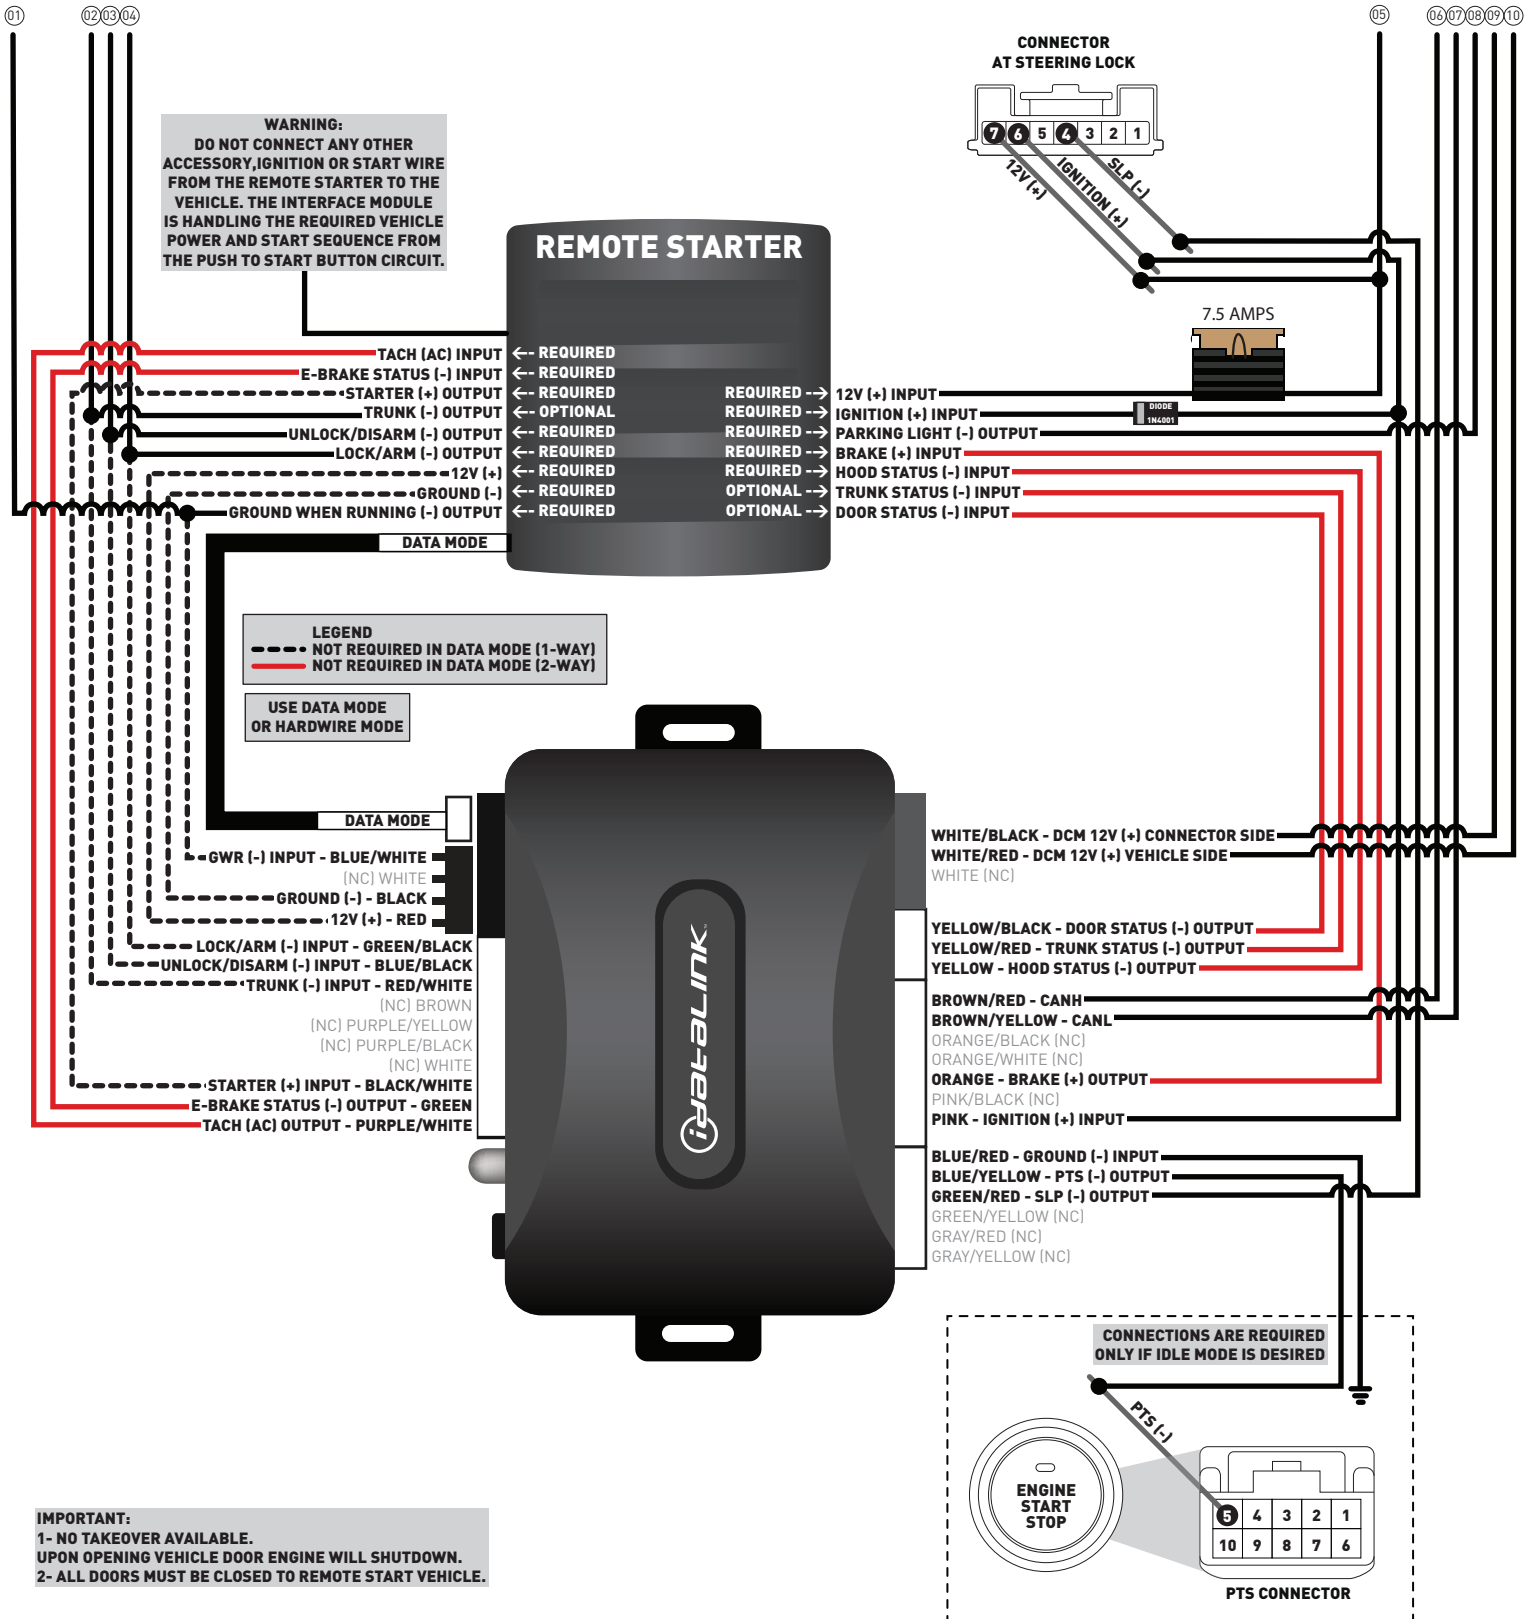 01
02
03
04
05
06
07
08
09
10
CONNECTOR
AT STEERING LOCK
7 6 5 4 3 2 1
12V (+)
IGNITION (+)
SLP (-)
WARNING:
DO NOT CONNECT ANY OTHER
ACCESSORY,IGNITION OR START WIRE
FROM THE REMOTE STARTER TO THE
VEHICLE. THE INTERFACE MODULE
IS HANDLING THE REQUIRED VEHICLE
POWER AND START SEQUENCE FROM
THE PUSH TO START BUTTON CIRCUIT.
REMOTE STARTER
7.5 AMPS
TACH (AC) INPUT <-- REQUIRED
E-BRAKE STATUS (-) INPUT <-- REQUIRED
STARTER (+) OUTPUT <-- REQUIRED
TRUNK (-) OUTPUT <-- OPTIONAL
UNLOCK/DISARM (-) OUTPUT <-- REQUIRED
LOCK/ARM (-) OUTPUT <-- REQUIRED
12V (+) <-- REQUIRED
GROUND (-) <-- REQUIRED
GROUND WHEN RUNNING (-) OUTPUT <-- REQUIRED
REQUIRED --> 12V (+) INPUT
REQUIRED --> IGNITION (+) INPUT
REQUIRED --> PARKING LIGHT (-) OUTPUT
REQUIRED --> BRAKE (+) INPUT
REQUIRED --> HOOD STATUS (-) INPUT
OPTIONAL --> TRUNK STATUS (-) INPUT
OPTIONAL --> DOOR STATUS (-) INPUT
DIODE
1N4001
DATA MODE
LEGEND
NOT REQUIRED IN DATA MODE (1-WAY)
NOT REQUIRED IN DATA MODE (2-WAY)
USE DATA MODE
OR HARDWIRE MODE
DATA MODE
GWR (-) INPUT - BLUE/WHITE
(NC) WHITE
GROUND (-) - BLACK
12V (+) - RED
LOCK/ARM (-) INPUT - GREEN/BLACK
UNLOCK/DISARM (-) INPUT - BLUE/BLACK
TRUNK (-) INPUT - RED/WHITE
(NC) BROWN
(NC) PURPLE/YELLOW
(NC) PURPLE/BLACK
(NC) WHITE
STARTER (+) INPUT - BLACK/WHITE
E-BRAKE STATUS (-) OUTPUT - GREEN
TACH (AC) OUTPUT - PURPLE/WHITE
idatalink™
WHITE/BLACK - DCM 12V (+) CONNECTOR SIDE
WHITE/RED - DCM 12V (+) VEHICLE SIDE
WHITE (NC)
YELLOW/BLACK - DOOR STATUS (-) OUTPUT
YELLOW/RED - TRUNK STATUS (-) OUTPUT
YELLOW - HOOD STATUS (-) OUTPUT
BROWN/RED - CANH
BROWN/YELLOW - CANL
ORANGE/BLACK (NC)
ORANGE/WHITE (NC)
ORANGE - BRAKE (+) OUTPUT
PINK/BLACK (NC)
PINK - IGNITION (+) INPUT
BLUE/RED - GROUND (-) INPUT
BLUE/YELLOW - PTS (-) OUTPUT
GREEN/RED - SLP (-) OUTPUT
GREEN/YELLOW (NC)
GRAY/RED (NC)
GRAY/YELLOW (NC)
CONNECTIONS ARE REQUIRED
ONLY IF IDLE MODE IS DESIRED
PTS (-)
ENGINE
START
STOP
5 4 3 2 1
10 9 8 7 6
PTS CONNECTOR
IMPORTANT:
1- NO TAKEOVER AVAILABLE.
UPON OPENING VEHICLE DOOR ENGINE WILL SHUTDOWN.
2- ALL DOORS MUST BE CLOSED TO REMOTE START VEHICLE.